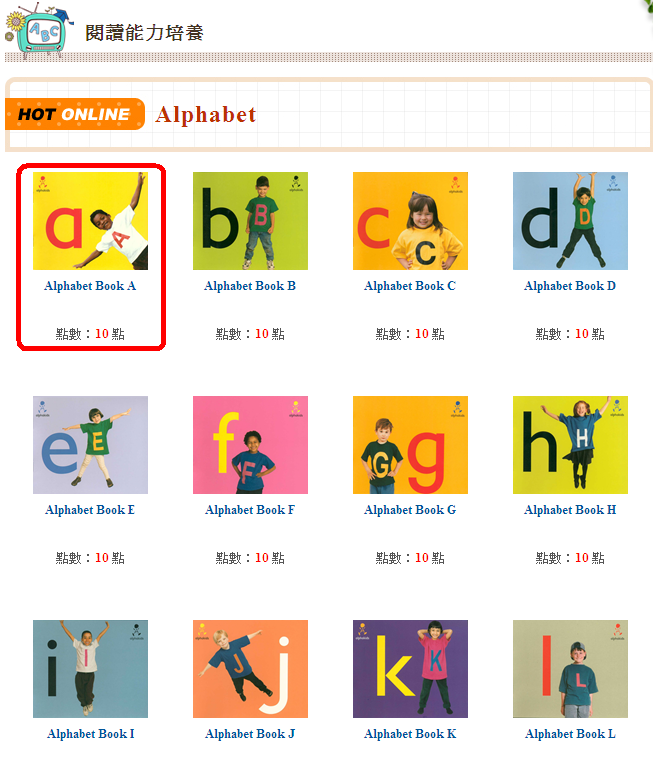 ABC
閱讀能力培養
HOT ONLINE
Alphabet
a A
b B
c C
d D
Alphabet Book A
Alphabet Book B
Alphabet Book C
Alphabet Book D
點數：10 點
點數：10 點
點數：10 點
點數：10 點
e E
f F
G g
h H
Alphabet Book E
Alphabet Book F
Alphabet Book G
Alphabet Book H
點數：10 點
點數：10 點
點數：10 點
點數：10 點
i I
J j
k K
l L
Alphabet Book I
Alphabet Book J
Alphabet Book K
Alphabet Book L